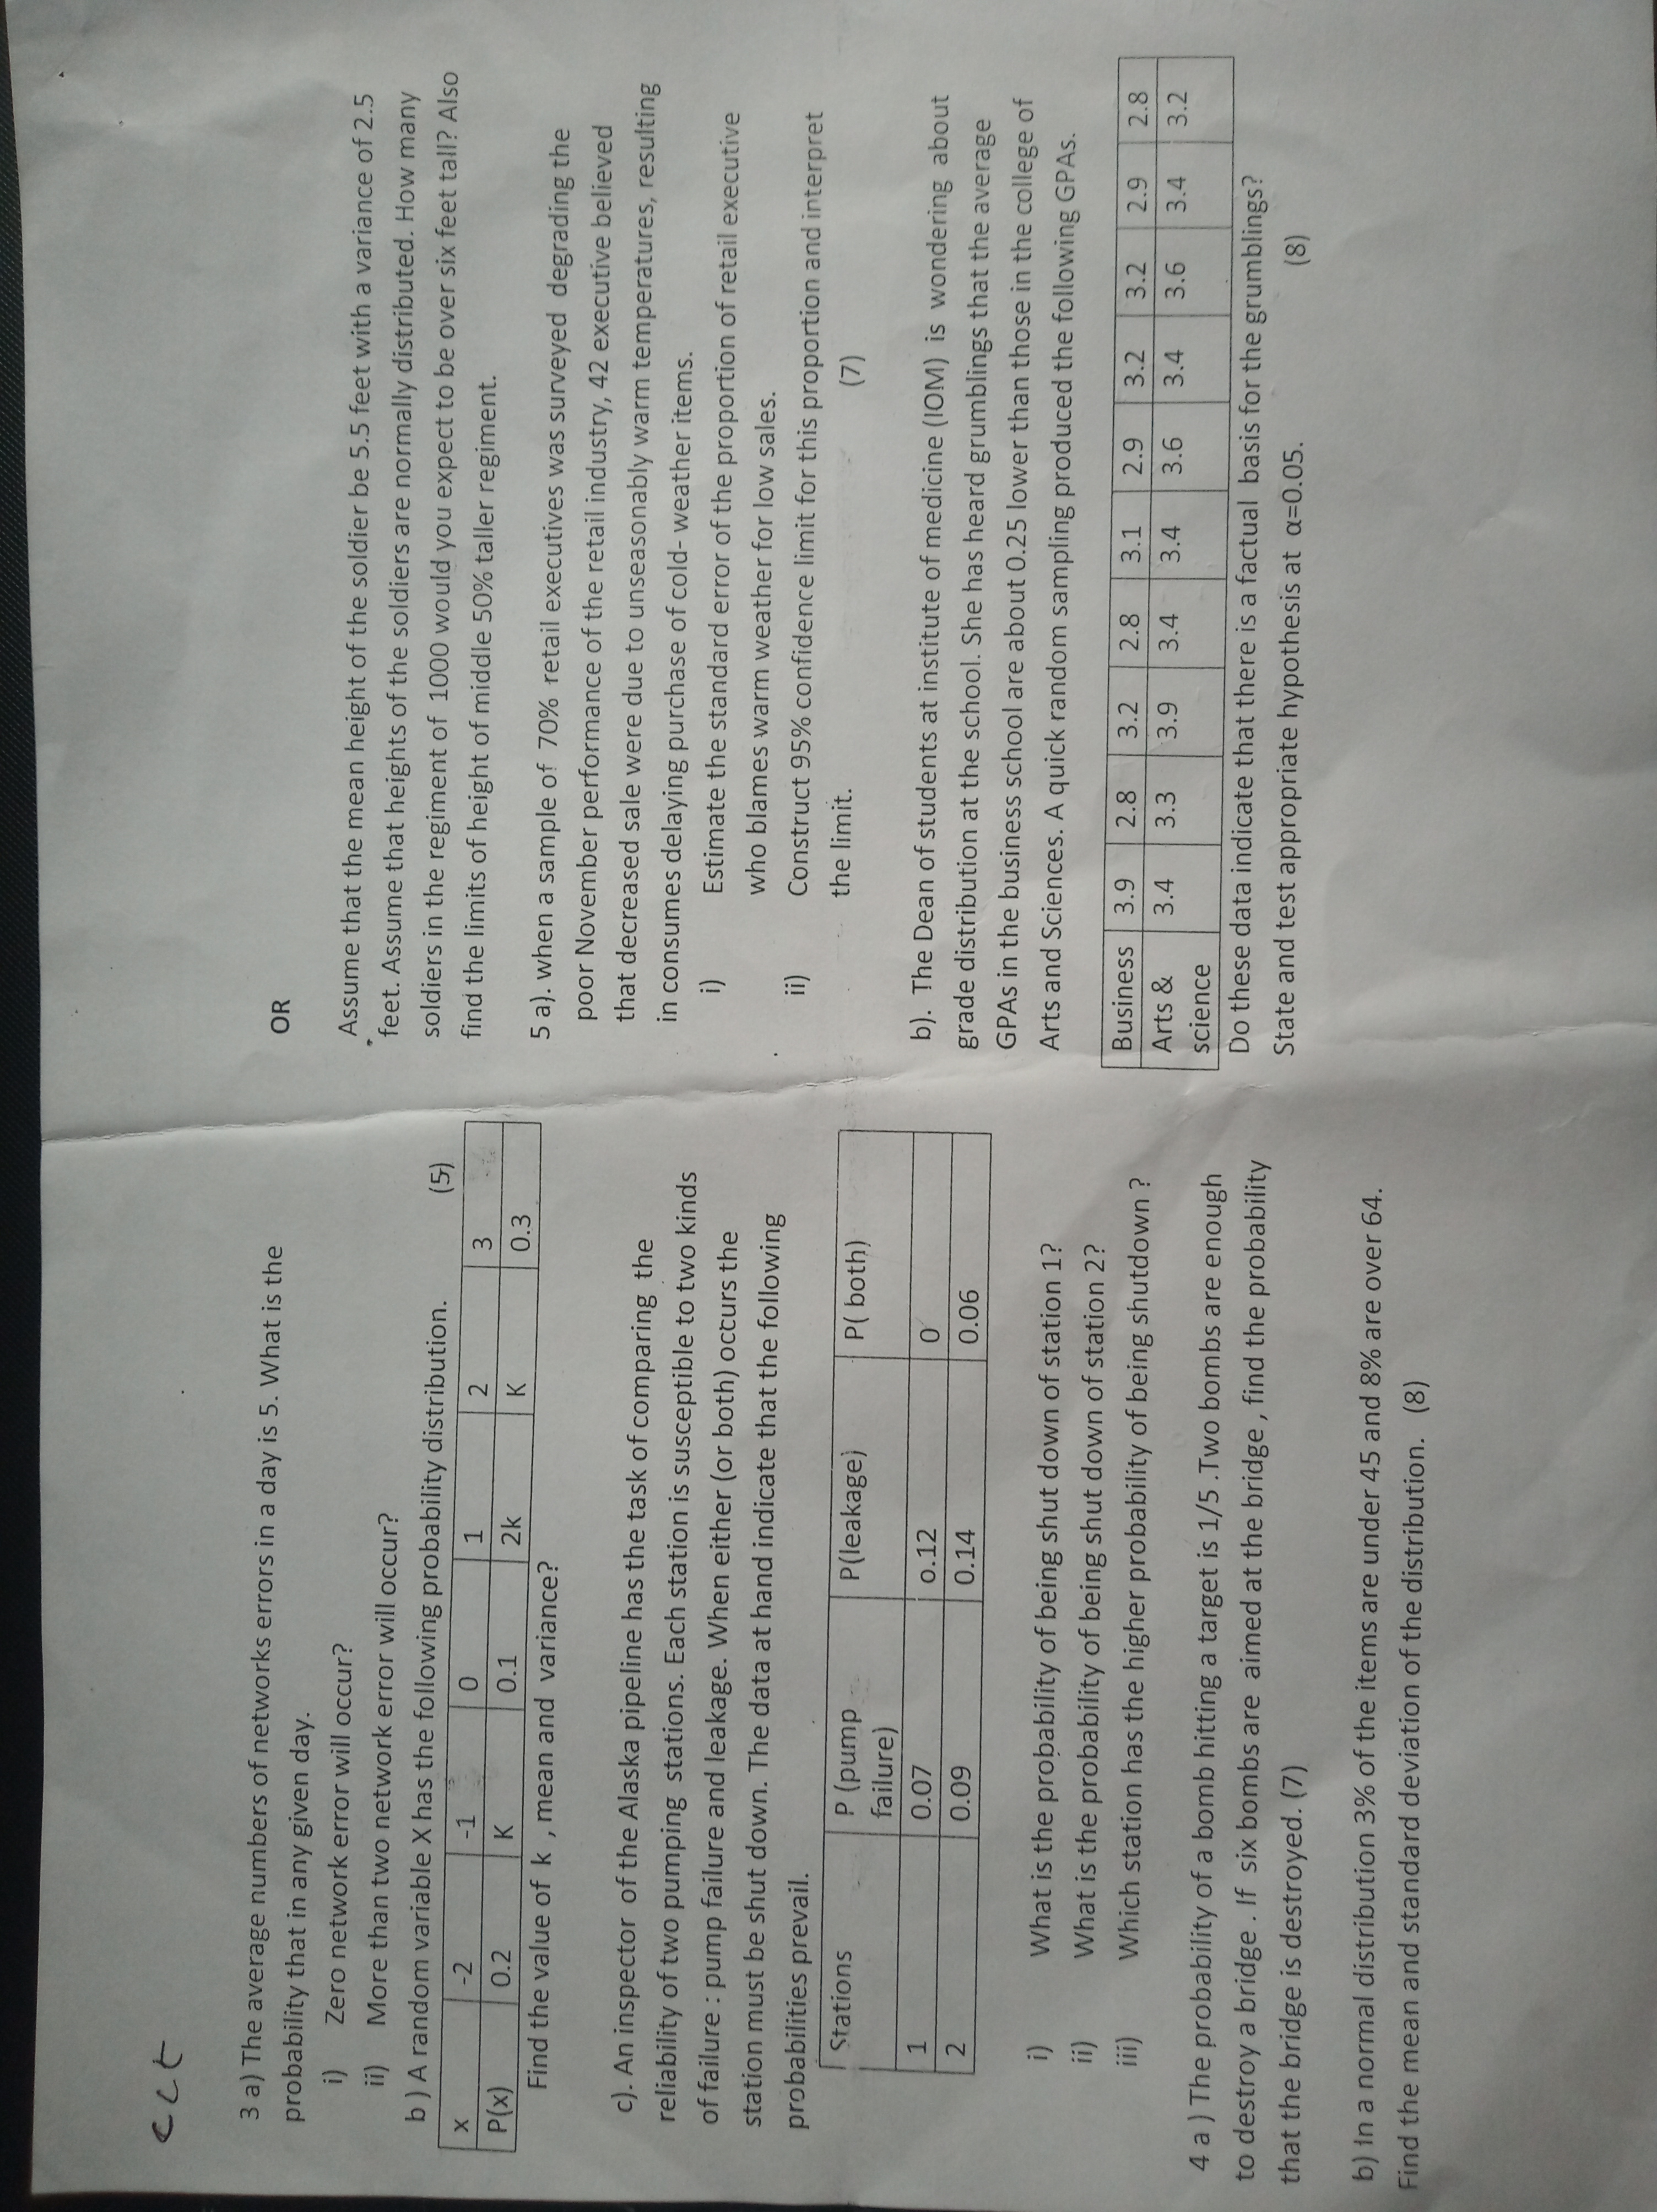 3 a) The average numbers of networks errors in a day is 5. What is the
probability that in any given day.
i) Zero network error will occur?
ii) More than two network error will occur?
b ) A random variable X has the following probability distribution. (5)
x -2 -1 0 1 2 3
P(x) 0.2 K 0.1 2k K 0.3
Find the value of k , mean and variance?
c). An inspector of the Alaska pipeline has the task of comparing the
reliability of two pumping stations. Each station is susceptible to two kinds
of failure : pump failure and leakage. When either (or both) occurs the
station must be shut down. The data at hand indicate that the following
probabilities prevail.
Stations P (pump failure) P(leakage) P( both)
1 0.07 o.12 0
2 0.09 0.14 0.06
i) What is the probability of being shut down of station 1?
ii) What is the probability of being shut down of station 2?
iii) Which station has the higher probability of being shutdown ?
4 a ) The probability of a bomb hitting a target is 1/5 .Two bombs are enough
to destroy a bridge . If six bombs are aimed at the bridge , find the probability
that the bridge is destroyed. (7)
b) In a normal distribution 3% of the items are under 45 and 8% are over 64.
Find the mean and standard deviation of the distribution. (8)
OR
Assume that the mean height of the soldier be 5.5 feet with a variance of 2.5
feet. Assume that heights of the soldiers are normally distributed. How many
soldiers in the regiment of 1000 would you expect to be over six feet tall? Also
find the limits of height of middle 50% taller regiment.
5 a). when a sample of 70% retail executives was surveyed degrading the
poor November performance of the retail industry, 42 executive believed
that decreased sale were due to unseasonably warm temperatures, resulting
in consumes delaying purchase of cold- weather items.
i) Estimate the standard error of the proportion of retail executive
who blames warm weather for low sales.
ii) Construct 95% confidence limit for this proportion and interpret
the limit. (7)
b). The Dean of students at institute of medicine (IOM) is wondering about
grade distribution at the school. She has heard grumblings that the average
GPAs in the business school are about 0.25 lower than those in the college of
Arts and Sciences. A quick random sampling produced the following GPAs.
Business 3.9 2.8 3.2 2.8 3.1 2.9 3.2 3.2 2.9 2.8
Arts & science 3.4 3.3 3.9 3.4 3.4 3.6 3.4 3.6 3.4 3.2
Do these data indicate that there is a factual basis for the grumblings?
State and test appropriate hypothesis at α=0.05. (8)